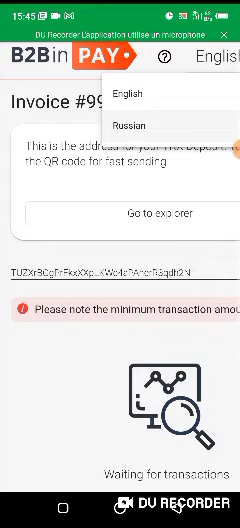 15:45
DU Recorder L'application utilise un microphone
B2B in PAY
English
Invoice #99
English
Russian
This is the address for your TRX Deposit.
the QR code for fast sending
Go to explorer
Please note the minimum transaction amou
Waiting for transactions
DU RECORDER